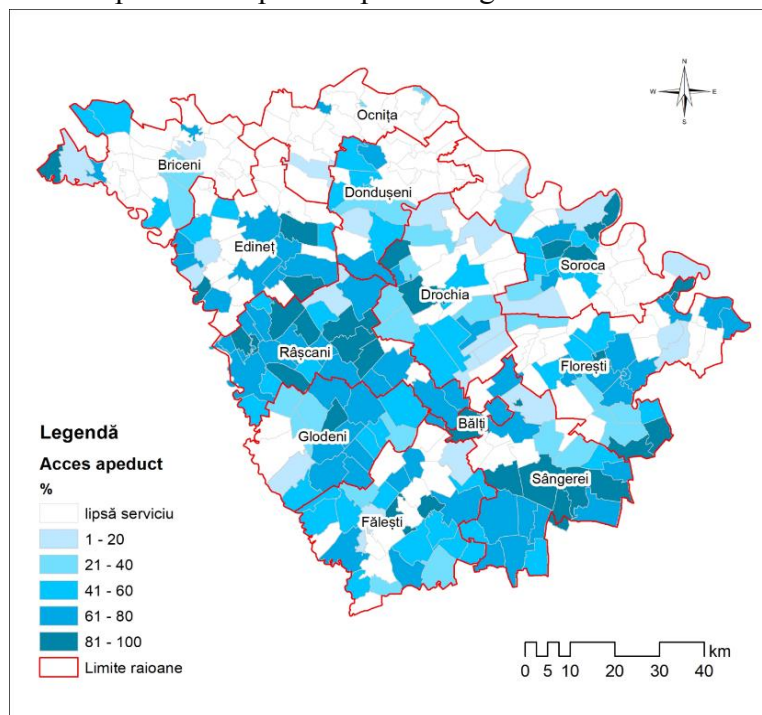 N
W E
S
Ocnița
Briceni
Dondușeni
Edineț
Soroca
Drochia
Râșcani
Florești
Bălți
Glodeni
Sângerei
Fălești
Legendă
Acces apeduct
%
lipsă serviciu
1 - 20
21 - 40
41 - 60
61 - 80
81 - 100
Limite raioane
km
0 5 10 20 30 40